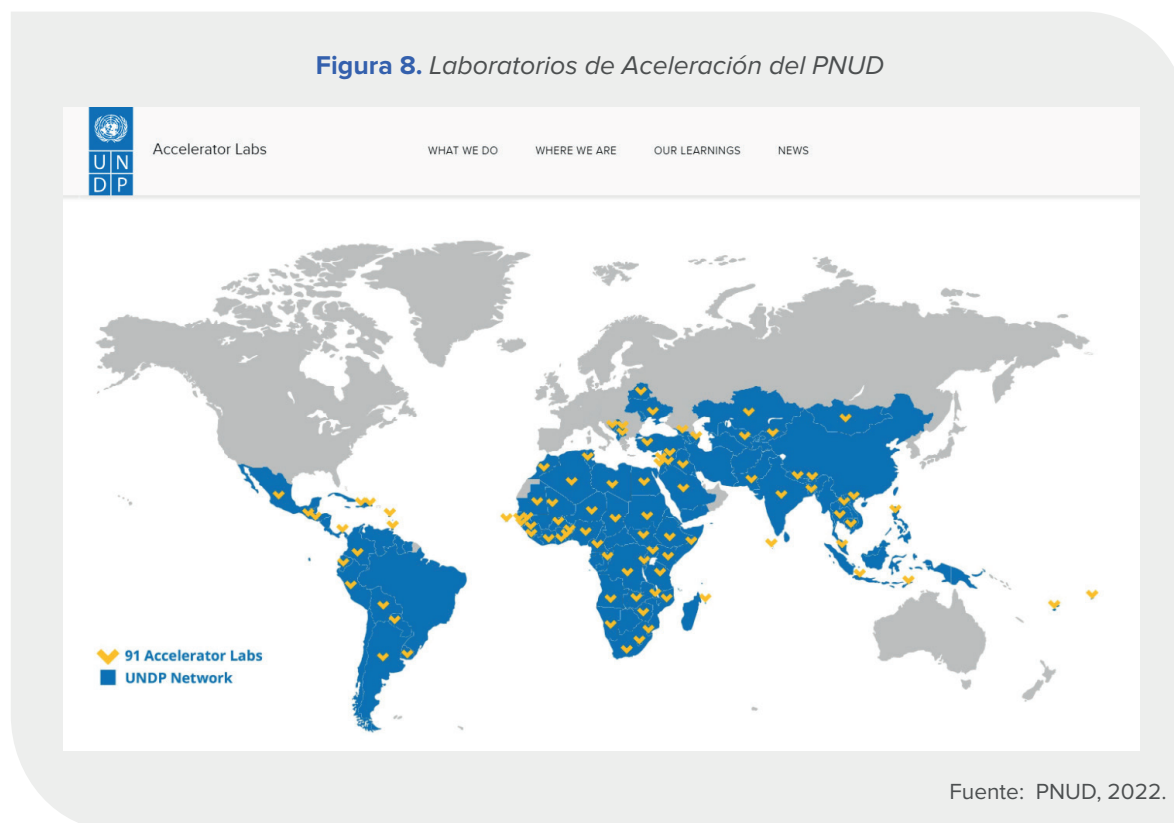 Figura 8. Laboratorios de Aceleración del PNUD
U N
D P
Accelerator Labs
WHAT WE DO
WHERE WE ARE
OUR LEARNINGS
NEWS
91 Accelerator Labs
UNDP Network
Fuente: PNUD, 2022.